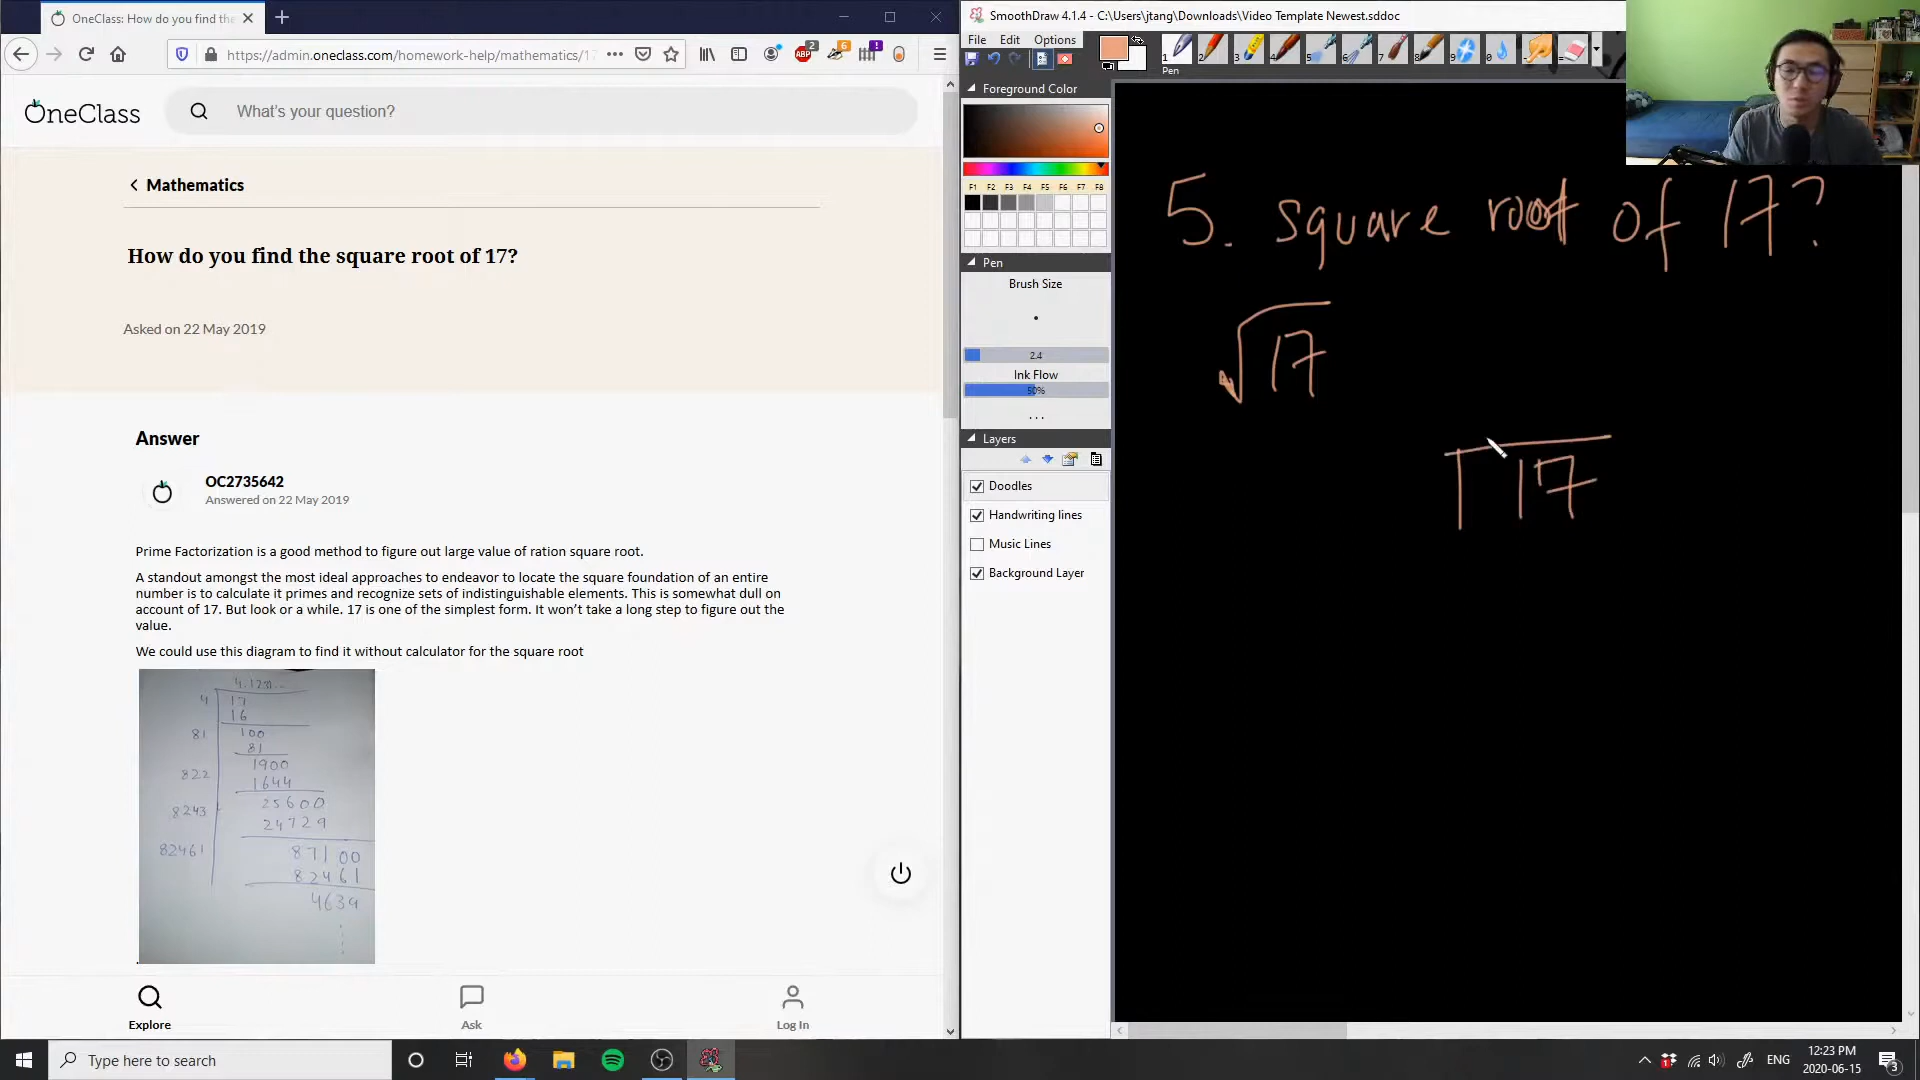 OneClass: How do you find the
SmoothDraw 4.1.4 - C:\Users\jtang\Downloads\Video Template Newest.sddoc
https://admin.oneclass.com/homework-help/mathematics/1
File Edit Options
Pen
Foreground Color
F1 F2 F3 F4 F5 F6 F7 F8
Pen
Brush Size
2.4
Ink Flow
50%
...
Layers
Doodles
Handwriting lines
Music Lines
Background Layer
OneClass
What's your question?
Mathematics
How do you find the square root of 17?
Asked on 22 May 2019
Answer
OC2735642
Answered on 22 May 2019
Prime Factorization is a good method to figure out large value of ration square root.
A standout amongst the most ideal approaches to endeavor to locate the square foundation of an entire
number is to calculate it primes and recognize sets of indistinguishable elements. This is somewhat dull on
account of 17. But look or a while. 17 is one of the simplest form. It won't take a long step to figure out the
value.
We could use this diagram to find it without calculator for the square root
4 17
16
81 100
81
1900
822 1644
25600
8243 24729
82461 87100
82461
4639
Explore Ask Log In
5. square root of 17?
√17
17
Type here to search
ENG
12:23 PM
2020-06-15
3